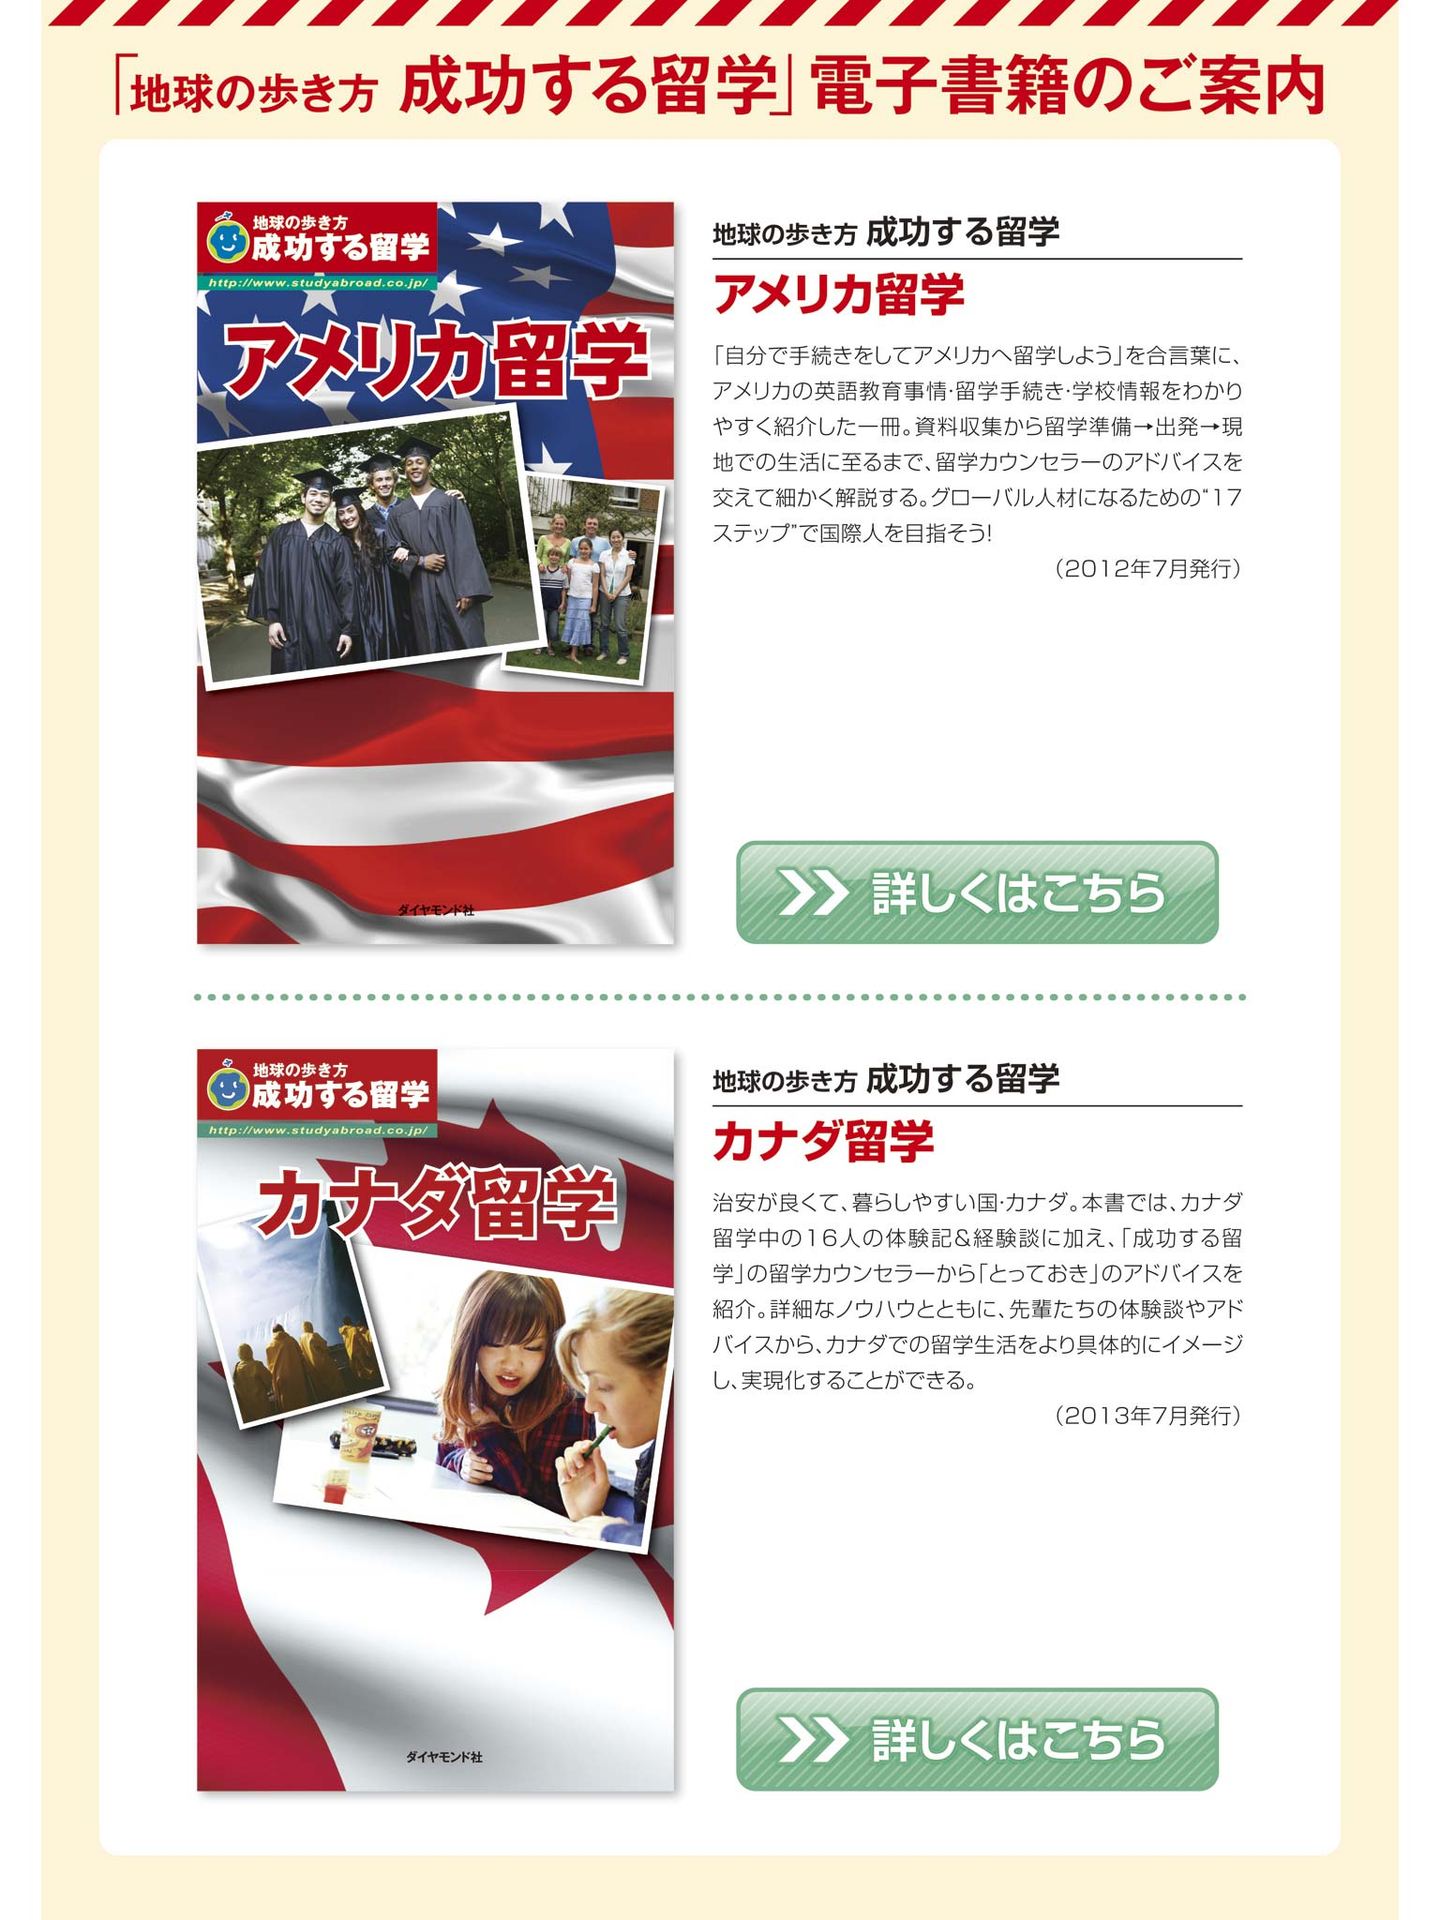 「地球の歩き方 成功する留学」電子書籍のご案内
地球の歩き方
成功する留学
http://www.studyabroad.co.jp/
アメリカ留学
ダイヤモンド社
地球の歩き方 成功する留学
アメリカ留学
「自分で手続きをしてアメリカへ留学しよう」を合言葉に、
アメリカの英語教育事情・留学手続き・学校情報をわかり
やすく紹介した一冊。資料収集から留学準備→出発→現
地での生活に至るまで、留学カウンセラーのアドバイスを
交えて細かく解説する。グローバル人材になるための“17
ステップ”で国際人を目指そう!
（2012年7月発行）
詳しくはこちら
地球の歩き方
成功する留学
http://www.studyabroad.co.jp/
カナダ留学
ダイヤモンド社
地球の歩き方 成功する留学
カナダ留学
治安が良くて、暮らしやすい国・カナダ。本書では、カナダ
留学中の16人の体験記&経験談に加え、「成功する留
学」の留学カウンセラーから「とっておき」のアドバイスを
紹介。詳細なノウハウとともに、先輩たちの体験談やアド
バイスから、カナダでの留学生活をより具体的にイメージ
し、実現化することができる。
（2013年7月発行）
詳しくはこちら